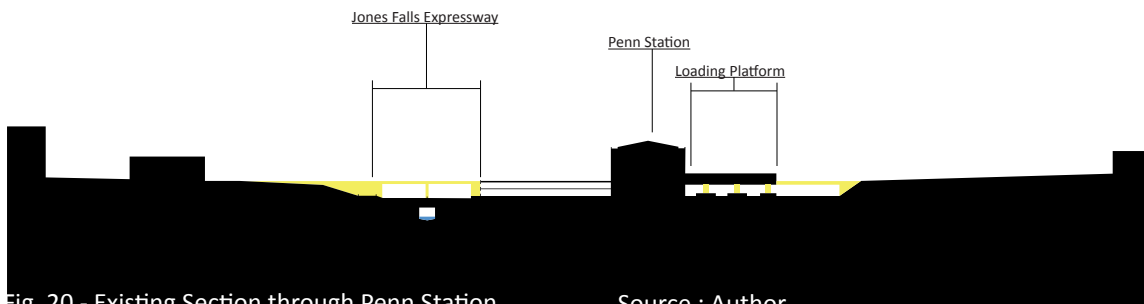 Jones Falls Expressway
Penn Station
Loading Platform
Fig. 20 - Existing Section through Penn Station Source : Author